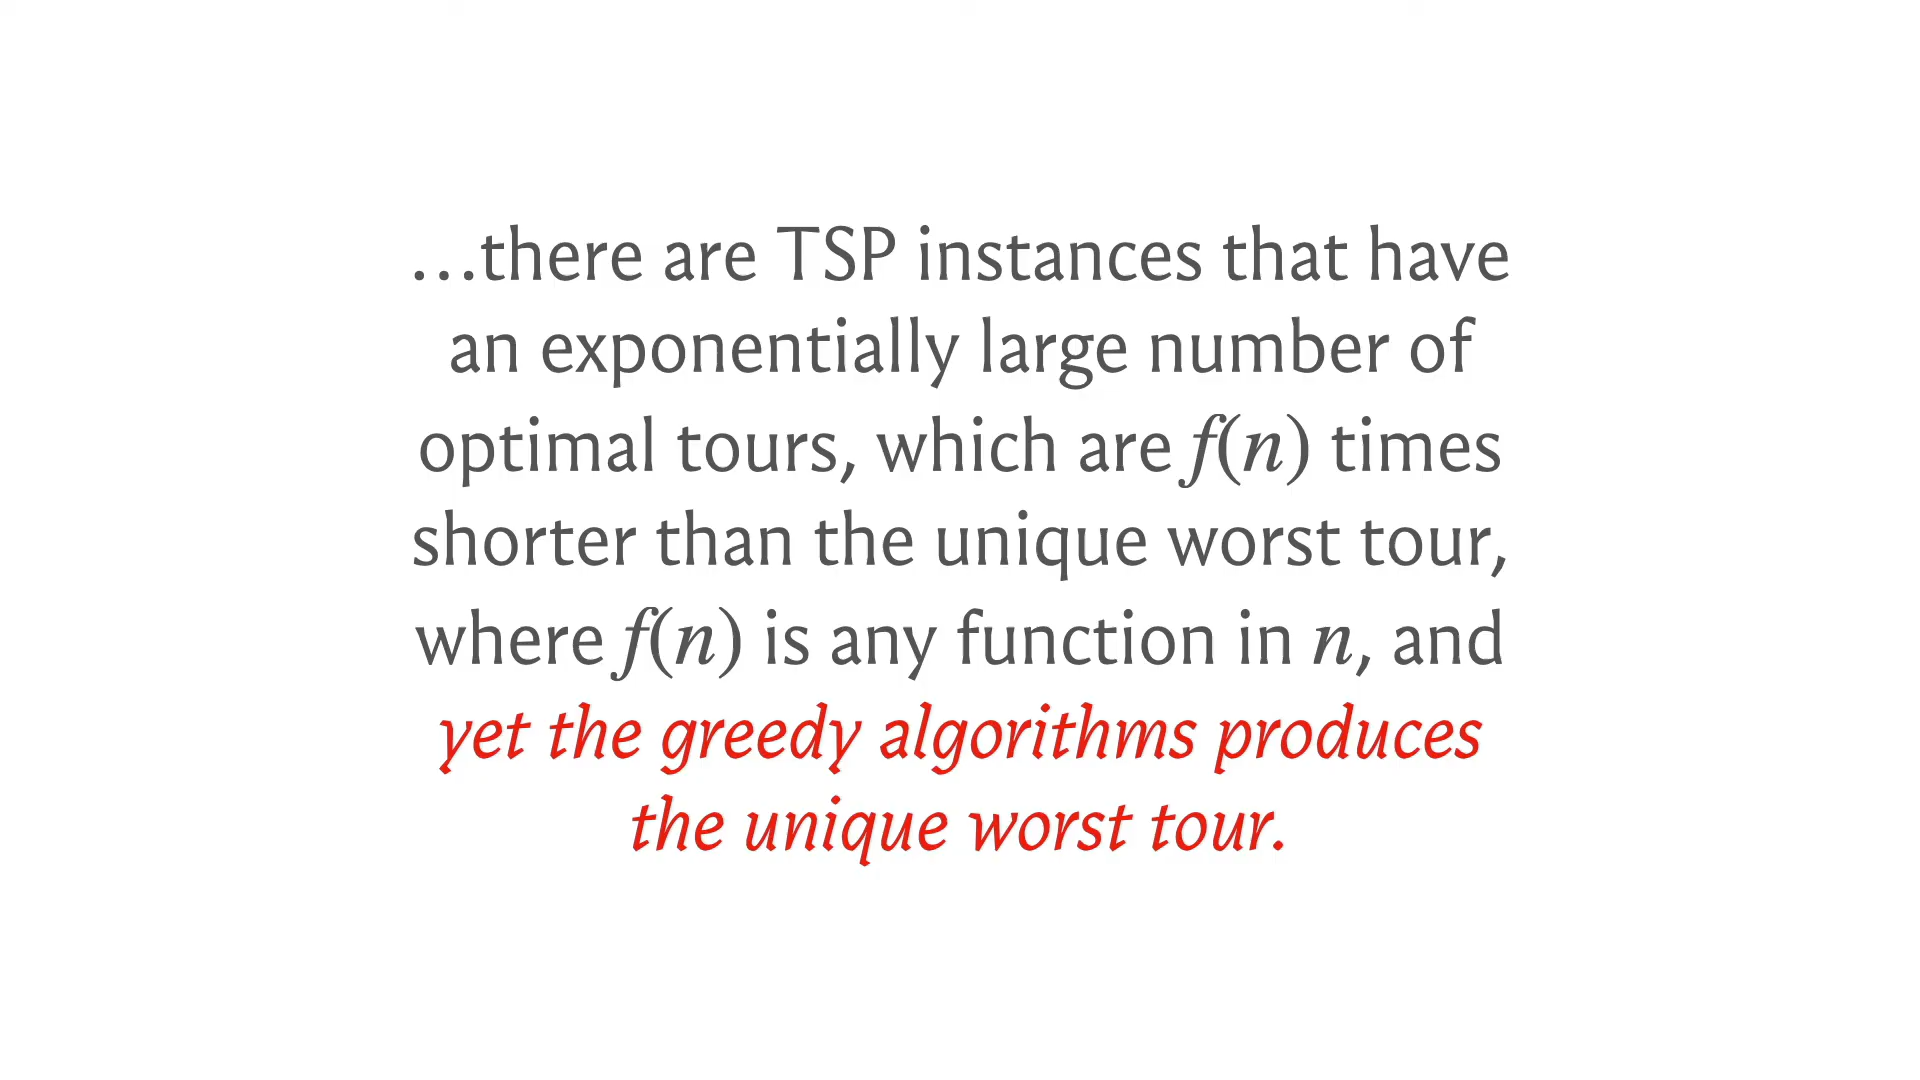 …there are TSP instances that have
an exponentially large number of
optimal tours, which are f(n) times
shorter than the unique worst tour,
where f(n) is any function in n, and
yet the greedy algorithms produces
the unique worst tour.